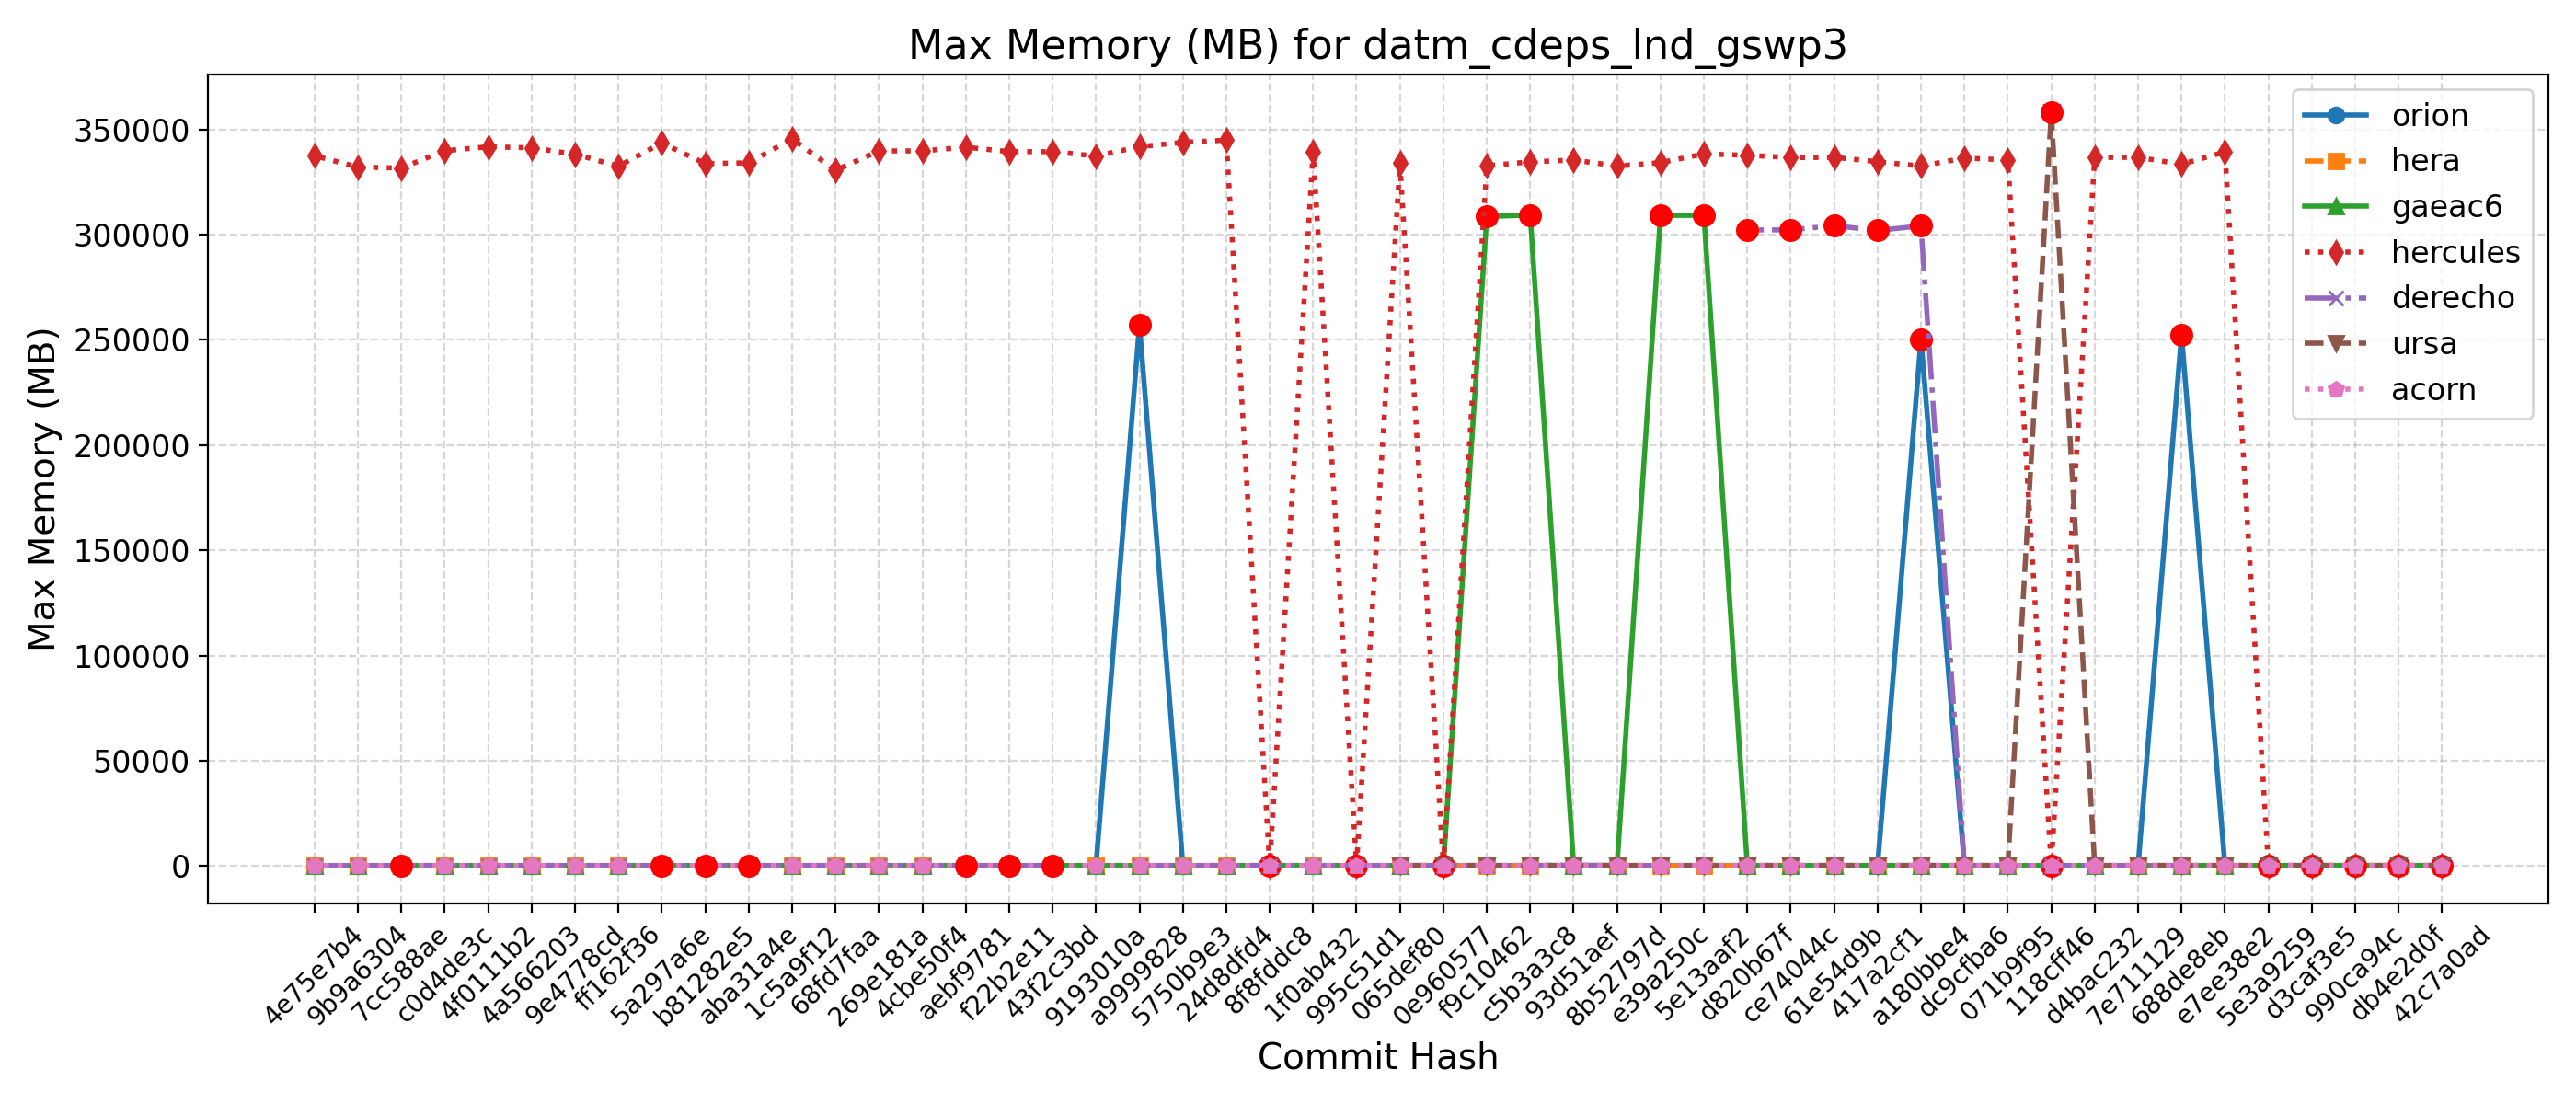 Max Memory (MB) for datm_cdeps_lnd_gswp3
Max Memory (MB)
350000
300000
250000
200000
150000
100000
50000
0
orion
hera
gaeac6
hercules
derecho
ursa
acorn
4e75e7b4
9b9a6304
7cc588ae
c0d4de3c
4f0111b2
4a566203
9e4778cd
ff162f36
5a297a6e
b81282e5
aba31a4e
1c5a9f12
68fd7faa
269e181a
4cbe50f4
aebf9781
f22b2e11
43f2c3bd
9193010a
a9999828
5750b9e3
24d8dfd4
8f8fddc8
1f0ab432
995c51d1
065def80
0e960577
f9c10462
c5b3a3c8
93d51aef
8b52797d
e39a250c
5e13aaf2
d820b67f
ce74044c
61e54d9b
417a2cf1
a180bbe4
dc9cfba6
071b9f95
118cff46
d4bac232
7e711129
688de8eb
e7ee38e2
5e3a9259
d3caf3e5
990ca94c
db4e2d0f
42c7a0ad
Commit Hash